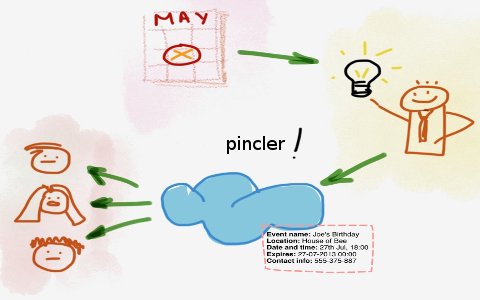 MAY
pincler!
Event name: Joe's Birthday
Location: House of Bee
Date and time: 27th Jul, 18:00
Expires: 27-07-2013 00:00
Contact info: 555-375-887